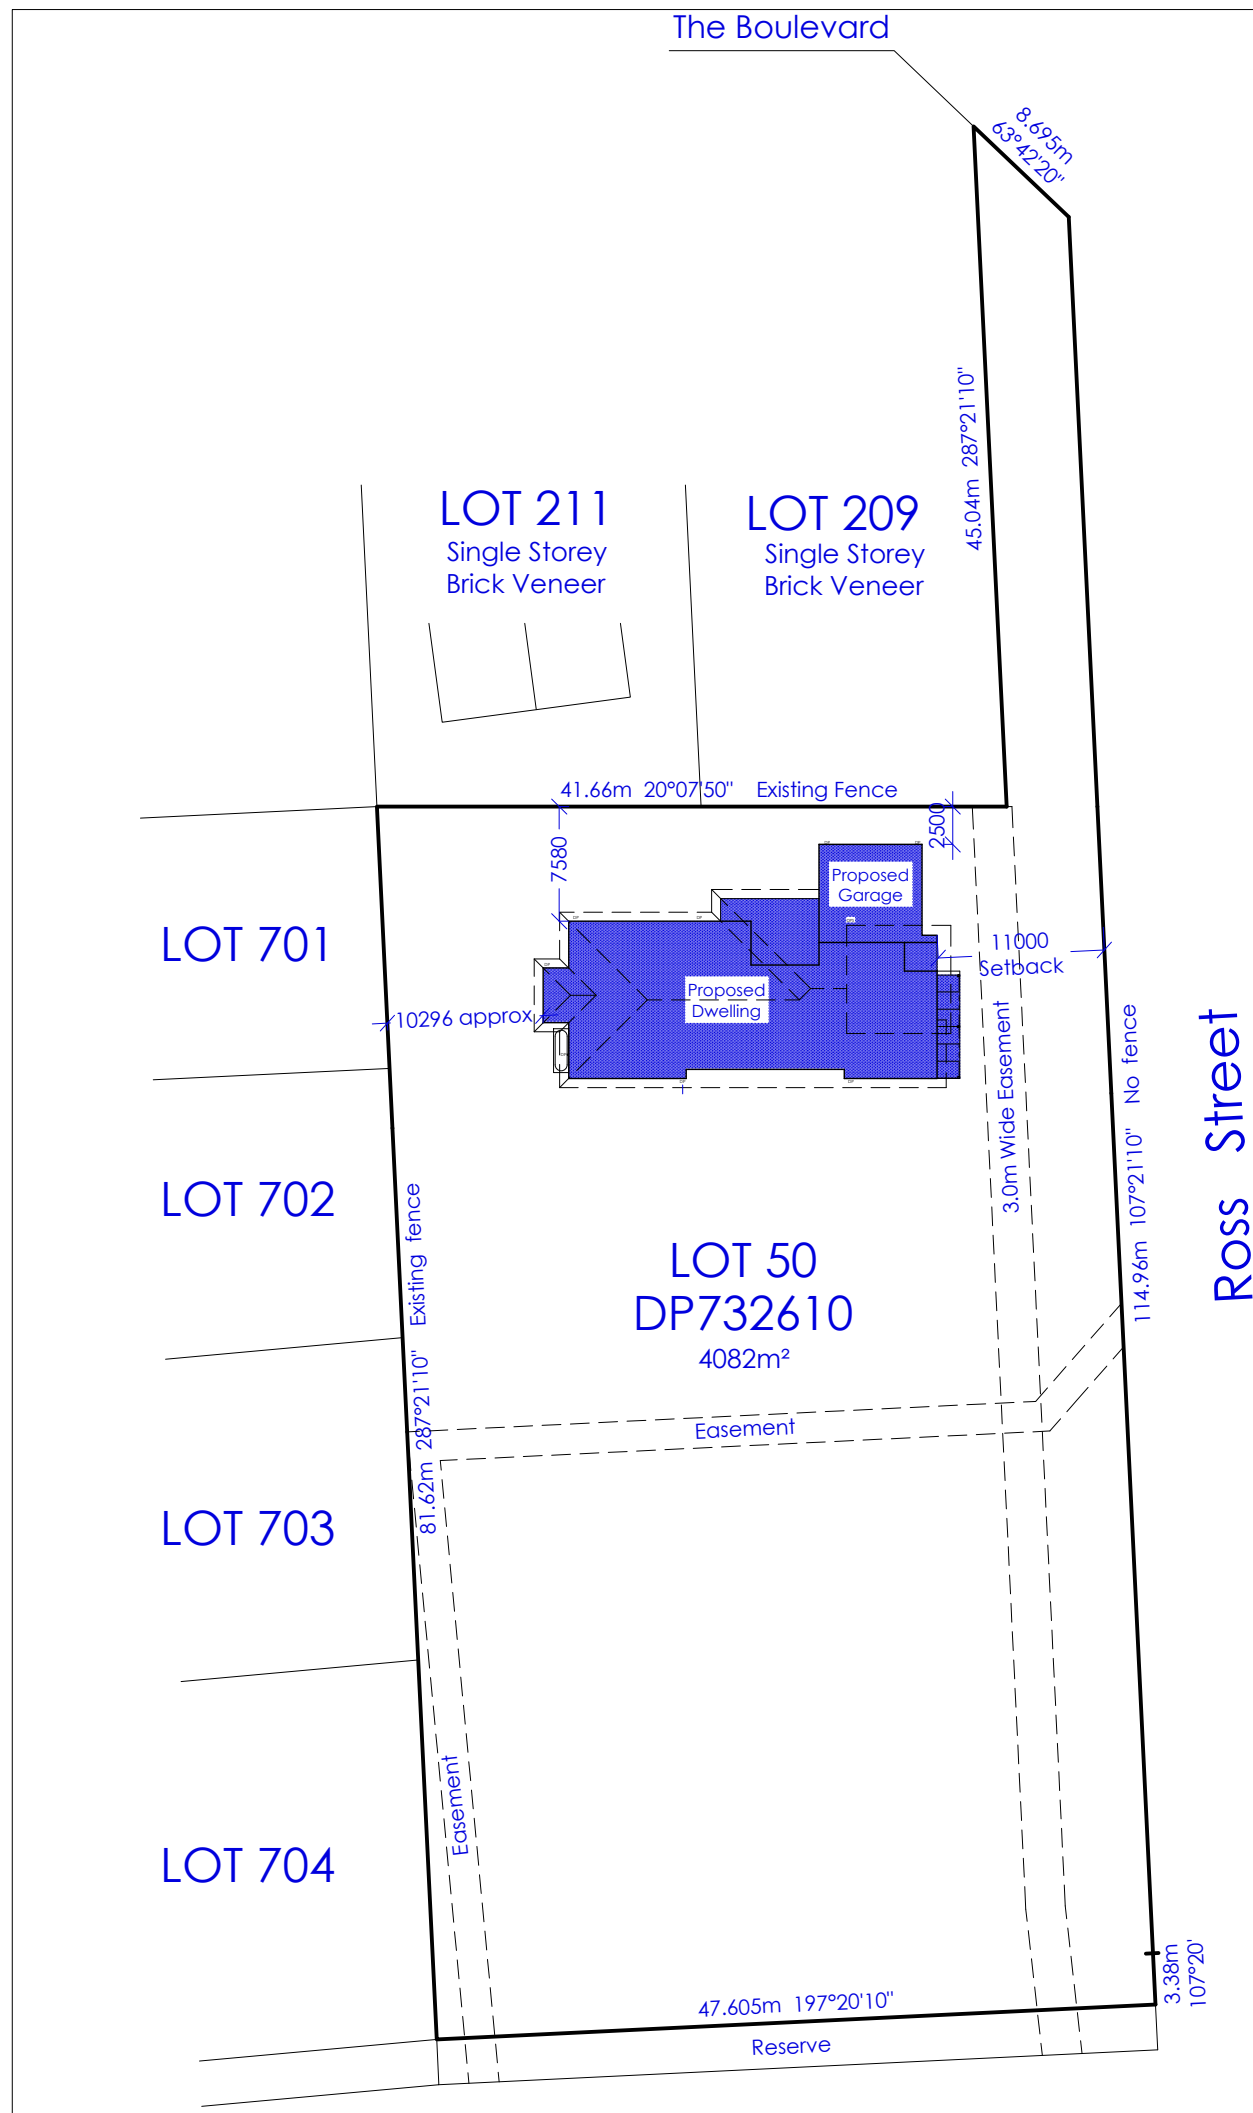 The Boulevard
8.695m
63°42'20"
45.04m 287°21'10"
LOT 211
Single Storey
Brick Veneer
LOT 209
Single Storey
Brick Veneer
41.66m 20°07'50" Existing Fence
7580
2500
Proposed
Garage
LOT 701
11000
Setback
Proposed
Dwelling
10296 approx
3.0m Wide Easement
114.96m 107°21'10" No fence
Ross Street
LOT 702
81.62m 287°21'10" Existing fence
LOT 50
DP732610
4082m²
Easement
LOT 703
Easement
LOT 704
3.38m
107°20'
47.605m 197°20'10"
Reserve